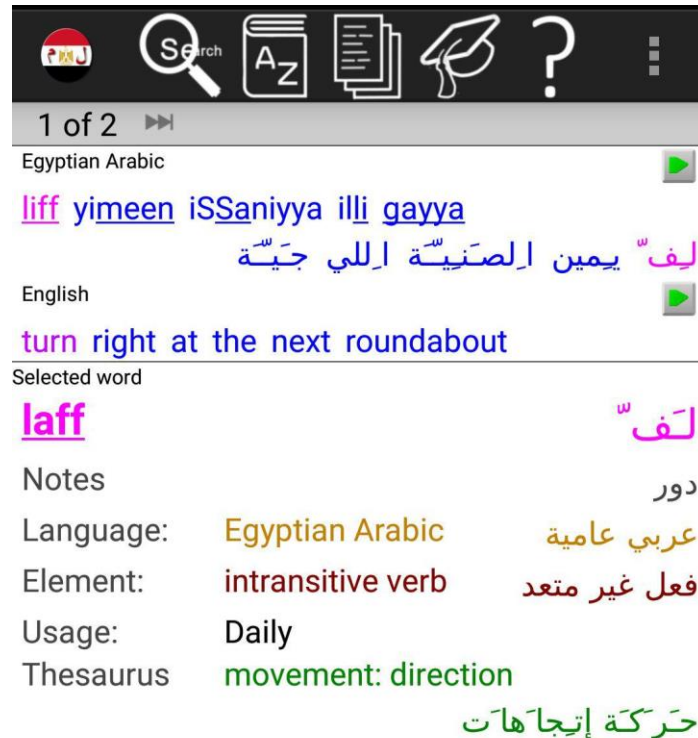 ل م
Search
A Z
?
1 of 2
Egyptian Arabic
liff yimeen iSSaniyya illi gayya
لِفّ يِمين اِلصَنِيّـَة اِللي جَيّـَة
English
turn right at the next roundabout
Selected word
laff لَفّ
Notes دور
Language: Egyptian Arabic عربي عامية
Element: intransitive verb فعل غير متعد
Usage: Daily
Thesaurus movement: direction
حَرَكَة إتِجاَهاَت